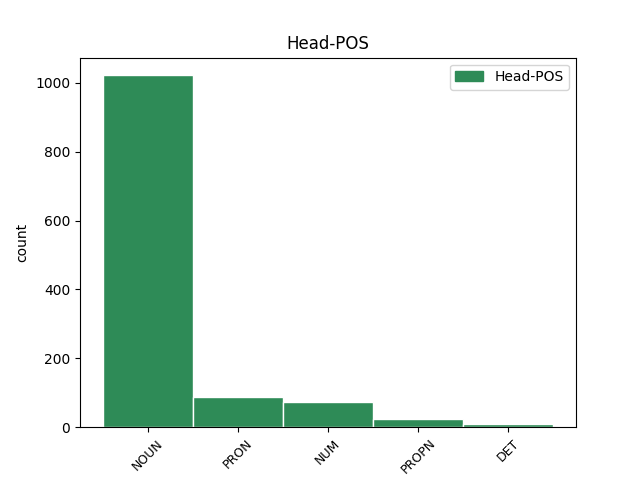 Head-POS
Head-POS
count
1000
800
600
400
200
0
NOUN
PRON
NUM
PROPN
DET